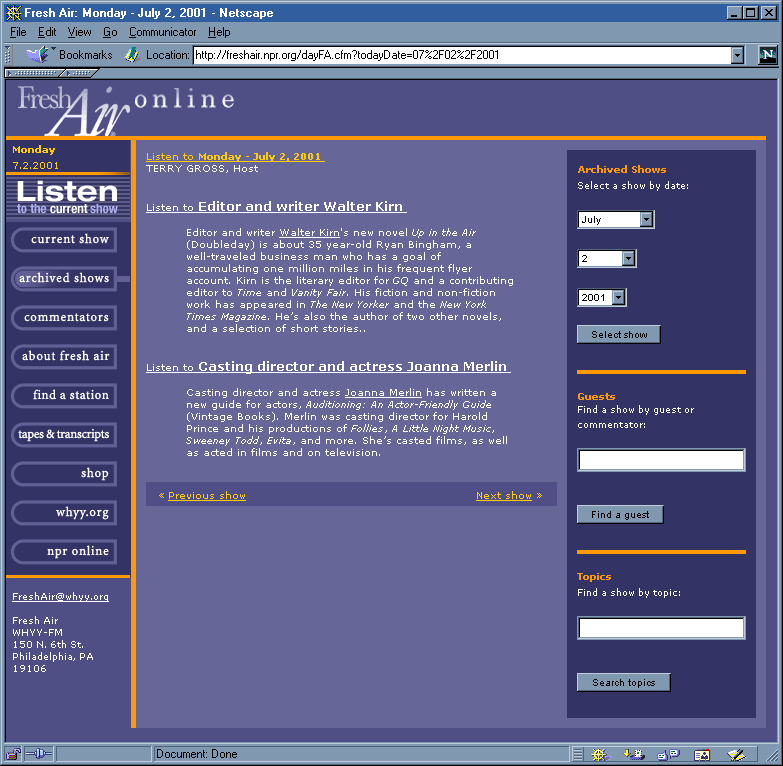 Fresh Air: Monday - July 2, 2001 - Netscape
File Edit View Go Communicator Help
Bookmarks Location: http://freshair.npr.org/dayFA.cfm?todayDate=07%2F02%2F2001
N
Fresh Air online
Monday
7.2.2001
Listen
to the current show
current show
archived shows
commentators
about fresh air
find a station
tapes & transcripts
shop
whyy.org
npr online
FreshAir@whyy.org
Fresh Air
WHYY-FM
150 N. 6th St.
Philadelphia, PA
19106
Listen to Monday - July 2, 2001
TERRY GROSS, Host
Listen to Editor and writer Walter Kirn
Editor and writer Walter Kirn's new novel Up in the Air
(Doubleday) is about 35 year-old Ryan Bingham, a
well-traveled business man who has a goal of
accumulating one million miles in his frequent flyer
account. Kirn is the literary editor for GQ and a contributing
editor to Time and Vanity Fair. His fiction and non-fiction
work has appeared in The New Yorker and the New York
Times Magazine. He's also the author of two other novels,
and a selection of short stories..
Listen to Casting director and actress Joanna Merlin
Casting director and actress Joanna Merlin has written a
new guide for actors, Auditioning: An Actor-Friendly Guide
(Vintage Books). Merlin was casting director for Harold
Prince and his productions of Follies, A Little Night Music,
Sweeney Todd, Evita, and more. She's casted films, as well
as acted in films and on television.
« Previous show Next show »
Archived Shows
Select a show by date:
July
2
2001
Select show
Guests
Find a show by guest or
commentator:
Find a guest
Topics
Find a show by topic:
Search topics
Document: Done